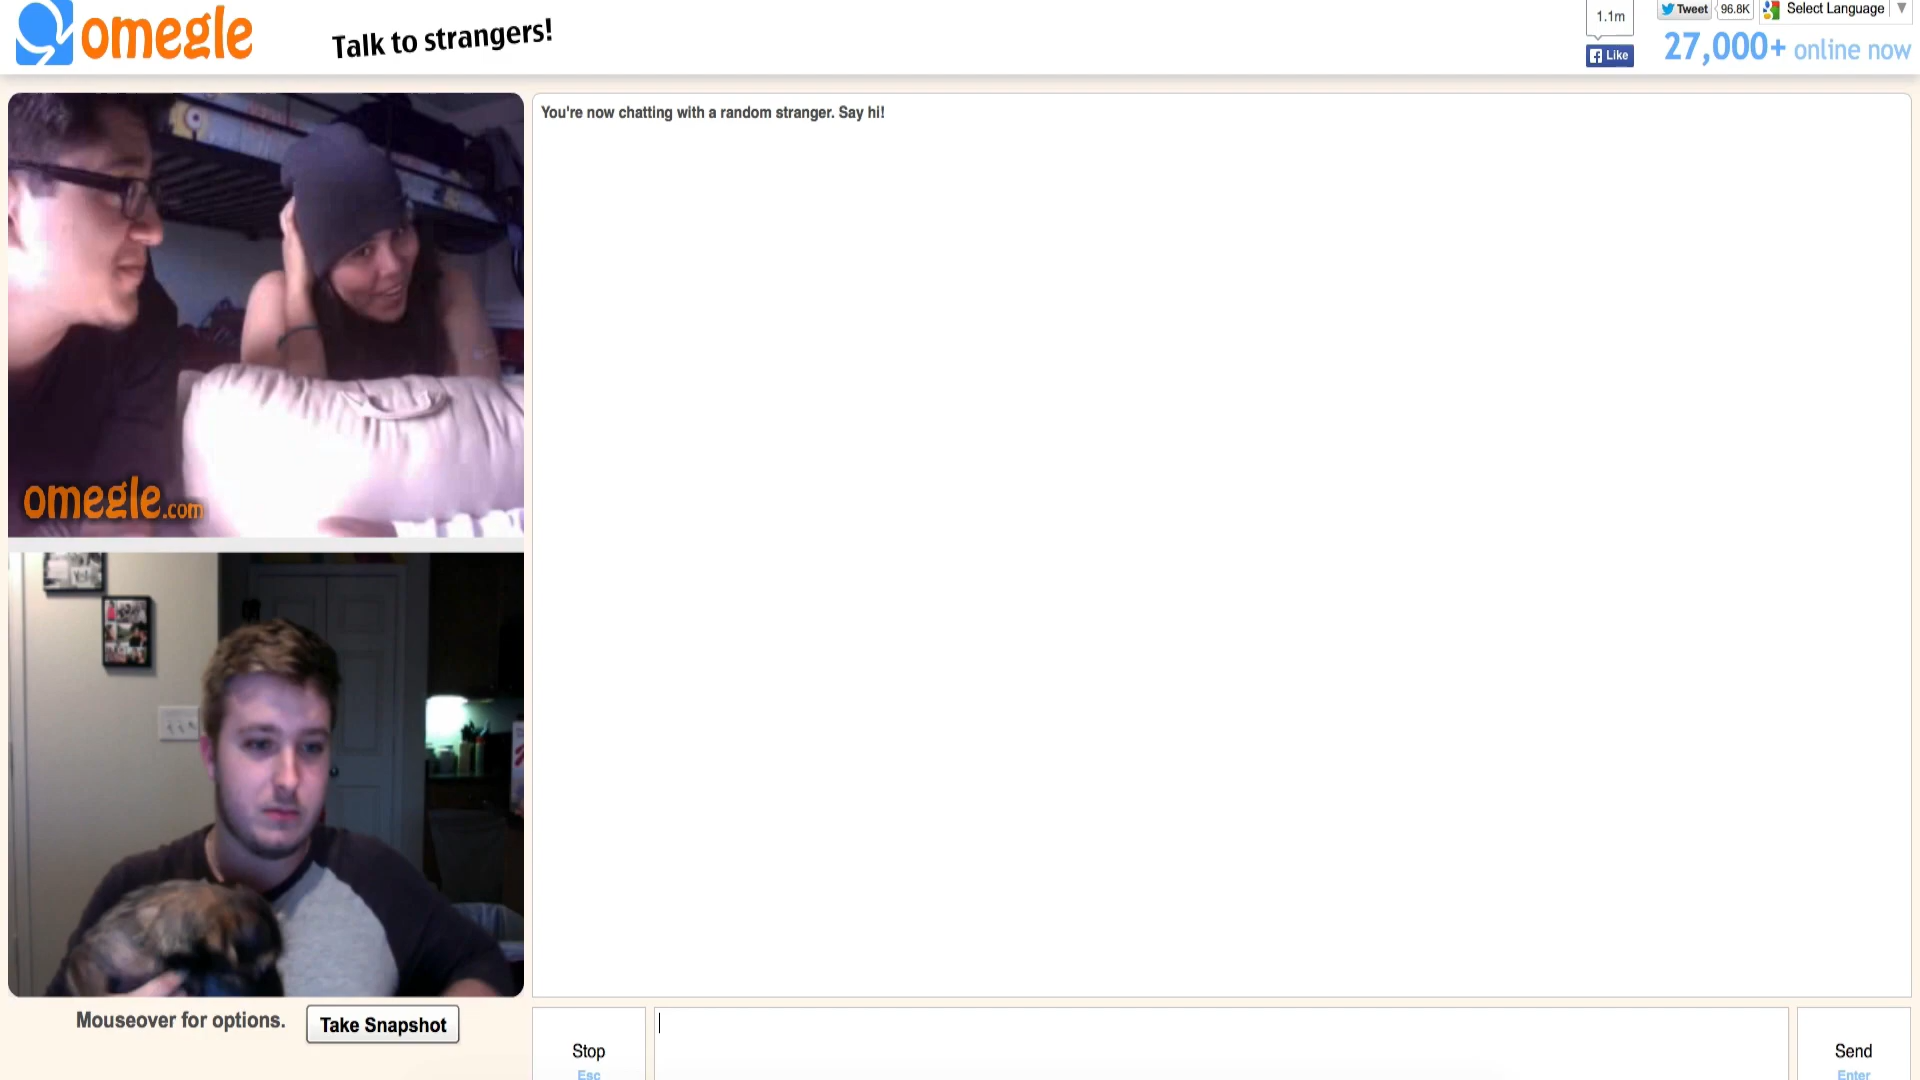 omegle
Talk to strangers!
1.1m
Like
Tweet
96.8K
Select Language
27,000+ online now
omegle.com
You're now chatting with a random stranger. Say hi!
Mouseover for options.
Take Snapshot
Stop
Esc
Send
Enter